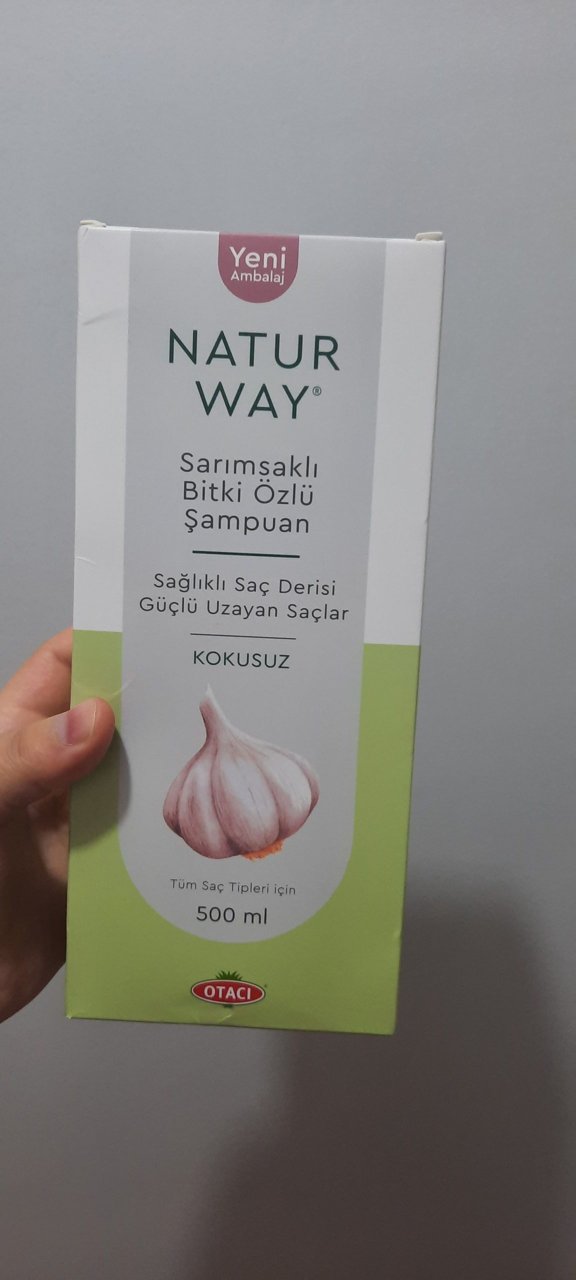 Yeni
Ambalaj
NATUR
WAY®
Sarımsaklı
Bitki Özlü
Şampuan
Sağlıklı Saç Derisi
Güçlü Uzayan Saçlar
KOKUSUZ
Tüm Saç Tipleri için
500 ml
OTACI